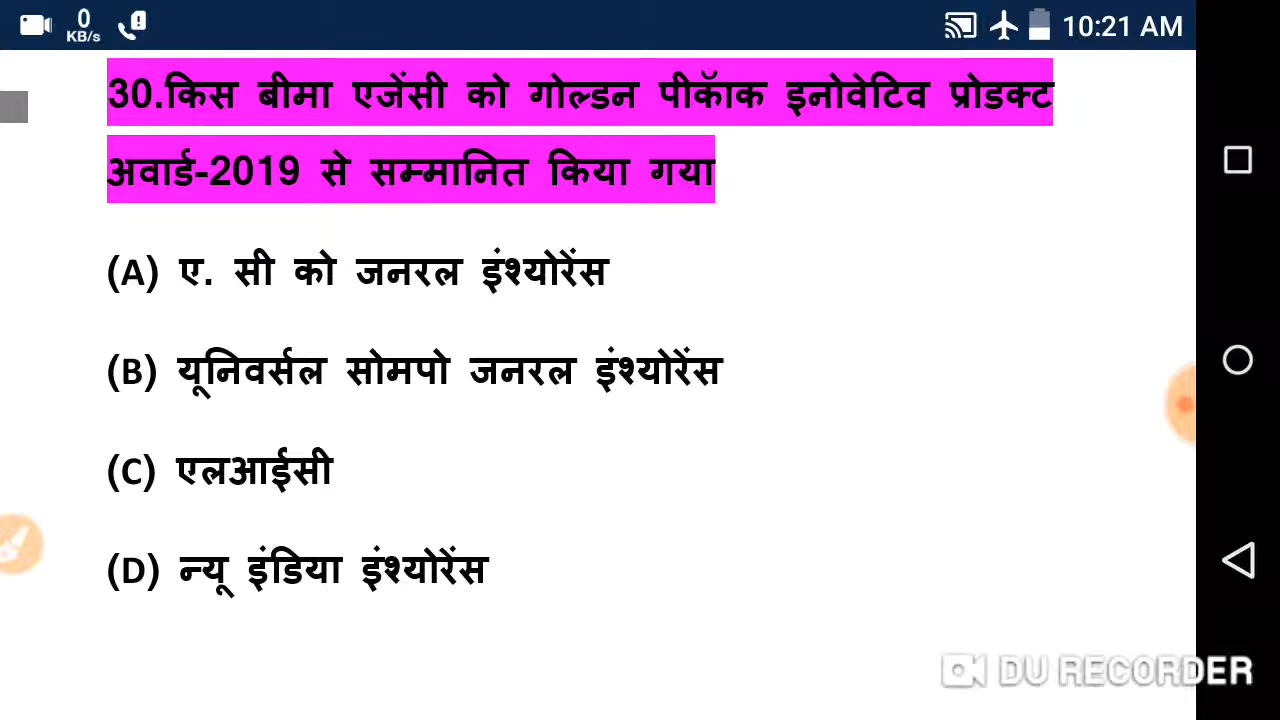 0
KB/s
10:21 AM
30.किस बीमा एजेंसी को गोल्डन पीकॅाक इनोवेटिव प्रोडक्ट
अवार्ड-2019 से सम्मानित किया गया
(A) ए. सी को जनरल इंश्योरेंस
(B) यूनिवर्सल सोमपो जनरल इंश्योरेंस
(C) एलआईसी
(D) न्यू इंडिया इंश्योरेंस
DU RECORDER